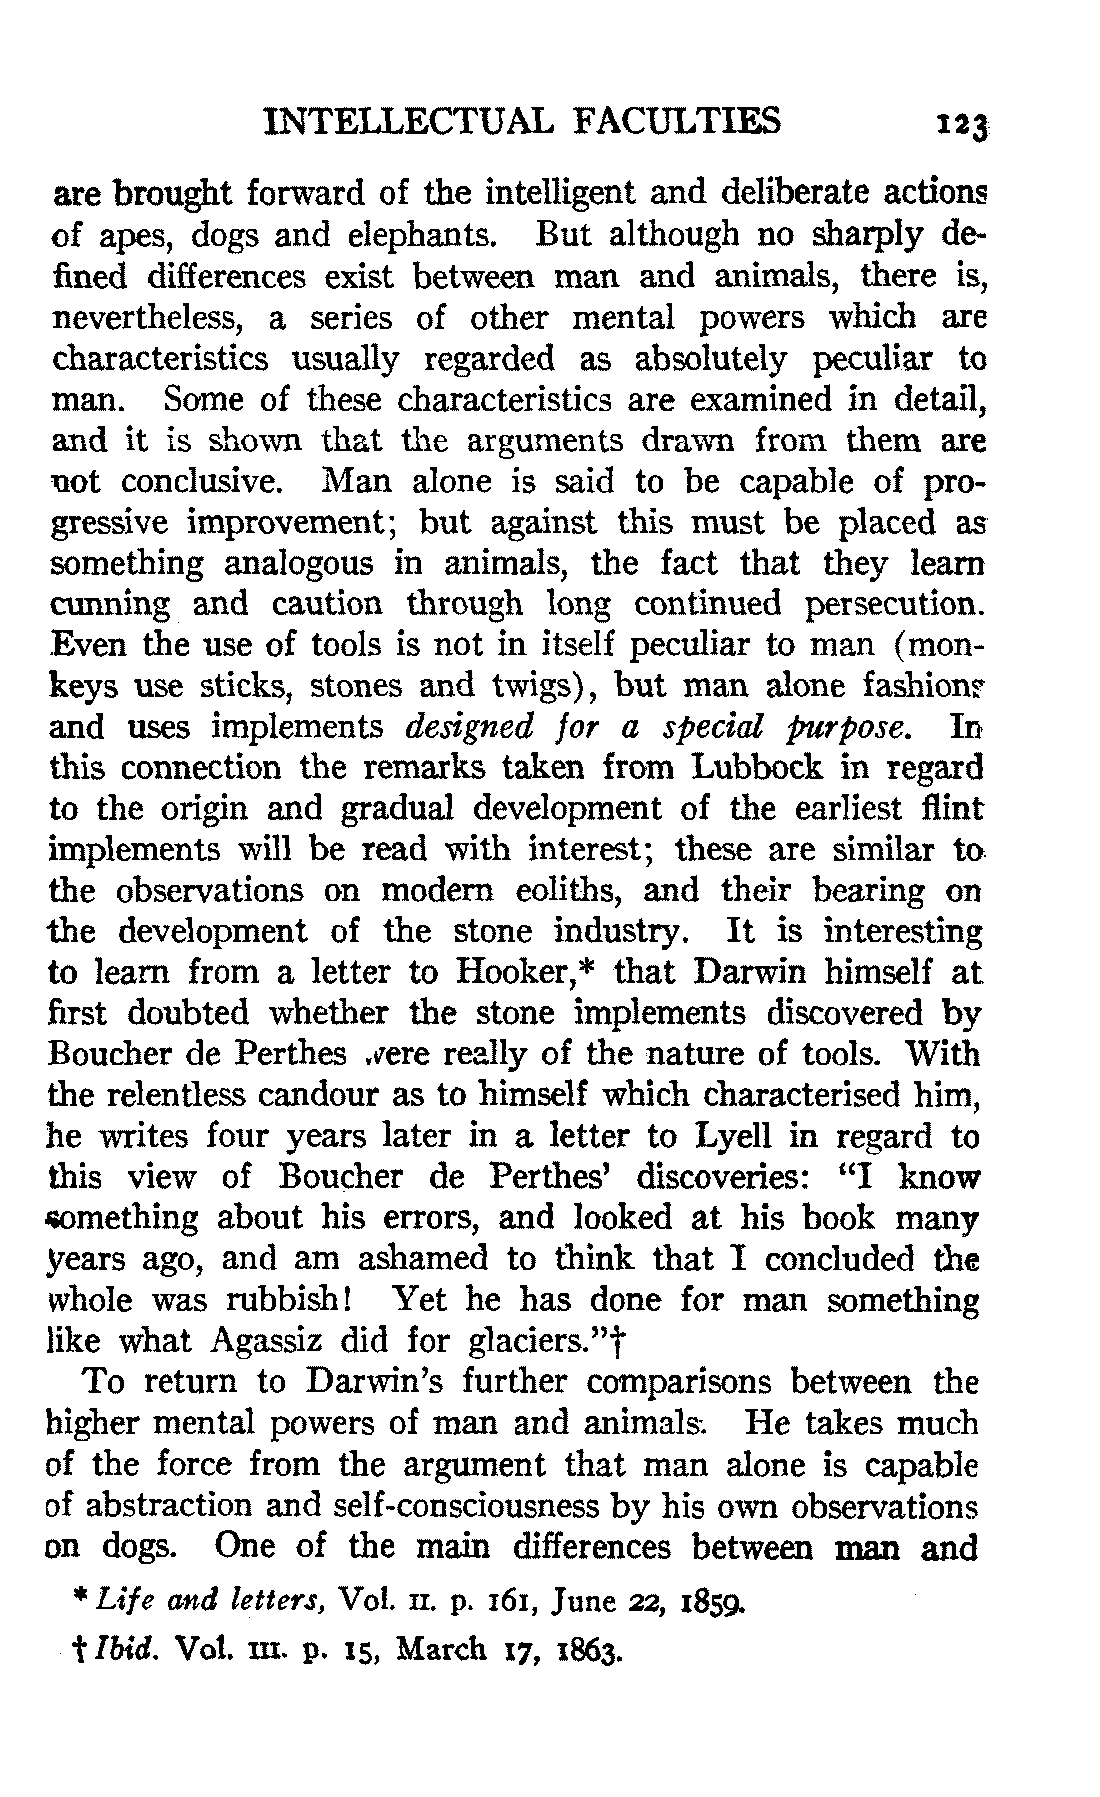 INTELLECTUAL FACULTIES 123
are brought forward of the intelligent and deliberate actions
of apes, dogs and elephants. But although no sharply de-
fined differences exist between man and animals, there is,
nevertheless, a series of other mental powers which are
characteristics usually regarded as absolutely peculiar to
man. Some of these characteristics are examined in detail,
and it is shown that the arguments drawn from them are
not conclusive. Man alone is said to be capable of pro-
gressive improvement; but against this must be placed as
something analogous in animals, the fact that they learn
cunning and caution through long continued persecution.
Even the use of tools is not in itself peculiar to man (mon-
keys use sticks, stones and twigs), but man alone fashions
and uses implements designed for a special purpose. In
this connection the remarks taken from Lubbock in regard
to the origin and gradual development of the earliest flint
implements will be read with interest; these are similar to
the observations on modern eoliths, and their bearing on
the development of the stone industry. It is interesting
to learn from a letter to Hooker,* that Darwin himself at
first doubted whether the stone implements discovered by
Boucher de Perthes were really of the nature of tools. With
the relentless candour as to himself which characterised him,
he writes four years later in a letter to Lyell in regard to
this view of Boucher de Perthes' discoveries: "I know
something about his errors, and looked at his book many
years ago, and am ashamed to think that I concluded the
whole was rubbish! Yet he has done for man something
like what Agassiz did for glaciers."†
To return to Darwin's further comparisons between the
higher mental powers of man and animals. He takes much
of the force from the argument that man alone is capable
of abstraction and self-consciousness by his own observations
on dogs. One of the main differences between man and
* Life and letters, Vol. II. p. 161, June 22, 1859.
† Ibid. Vol. III. p. 15, March 17, 1863.